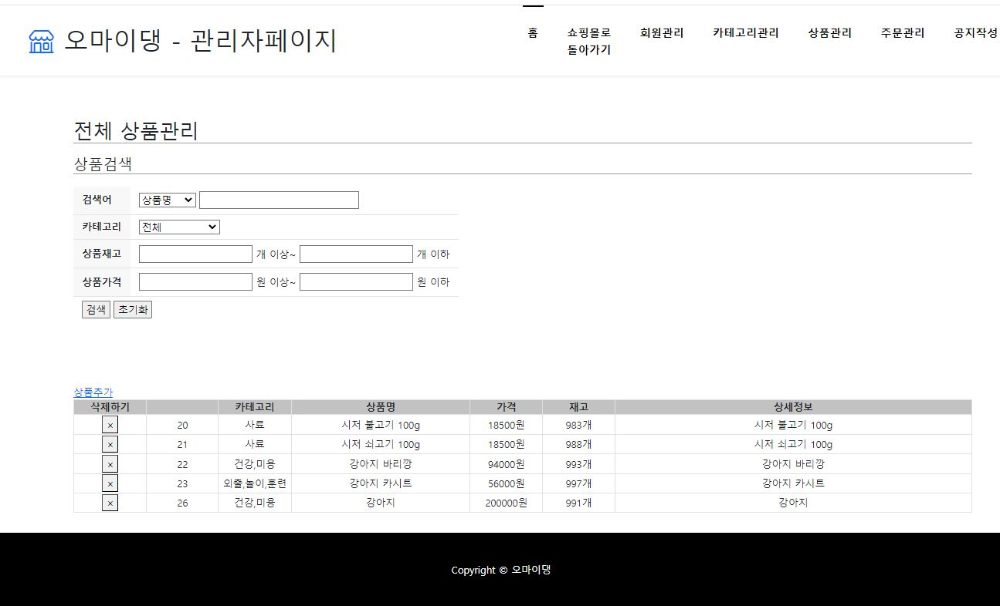 오마이댕 - 관리자페이지
홈 쇼핑몰로 돌아가기 회원관리 카테고리관리 상품관리 주문관리 공지작성
전체 상품관리
상품검색
검색어 상품명
카테고리 전체
상품재고 개 이상~ 개 이하
상품가격 원 이상~ 원 이하
검색 초기화
상품추가
삭제하기 카테고리 상품명 가격 재고 상세정보
× 20 사료 시저 불고기 100g 18500원 983개 시저 불고기 100g
× 21 사료 시저 쇠고기 100g 18500원 988개 시저 쇠고기 100g
× 22 건강,미용 강아지 바리깡 94000원 993개 강아지 바리깡
× 23 외출,놀이,훈련 강아지 카시트 56000원 997개 강아지 카시트
× 26 건강,미용 강아지 200000원 991개 강아지
Copyright © 오마이댕